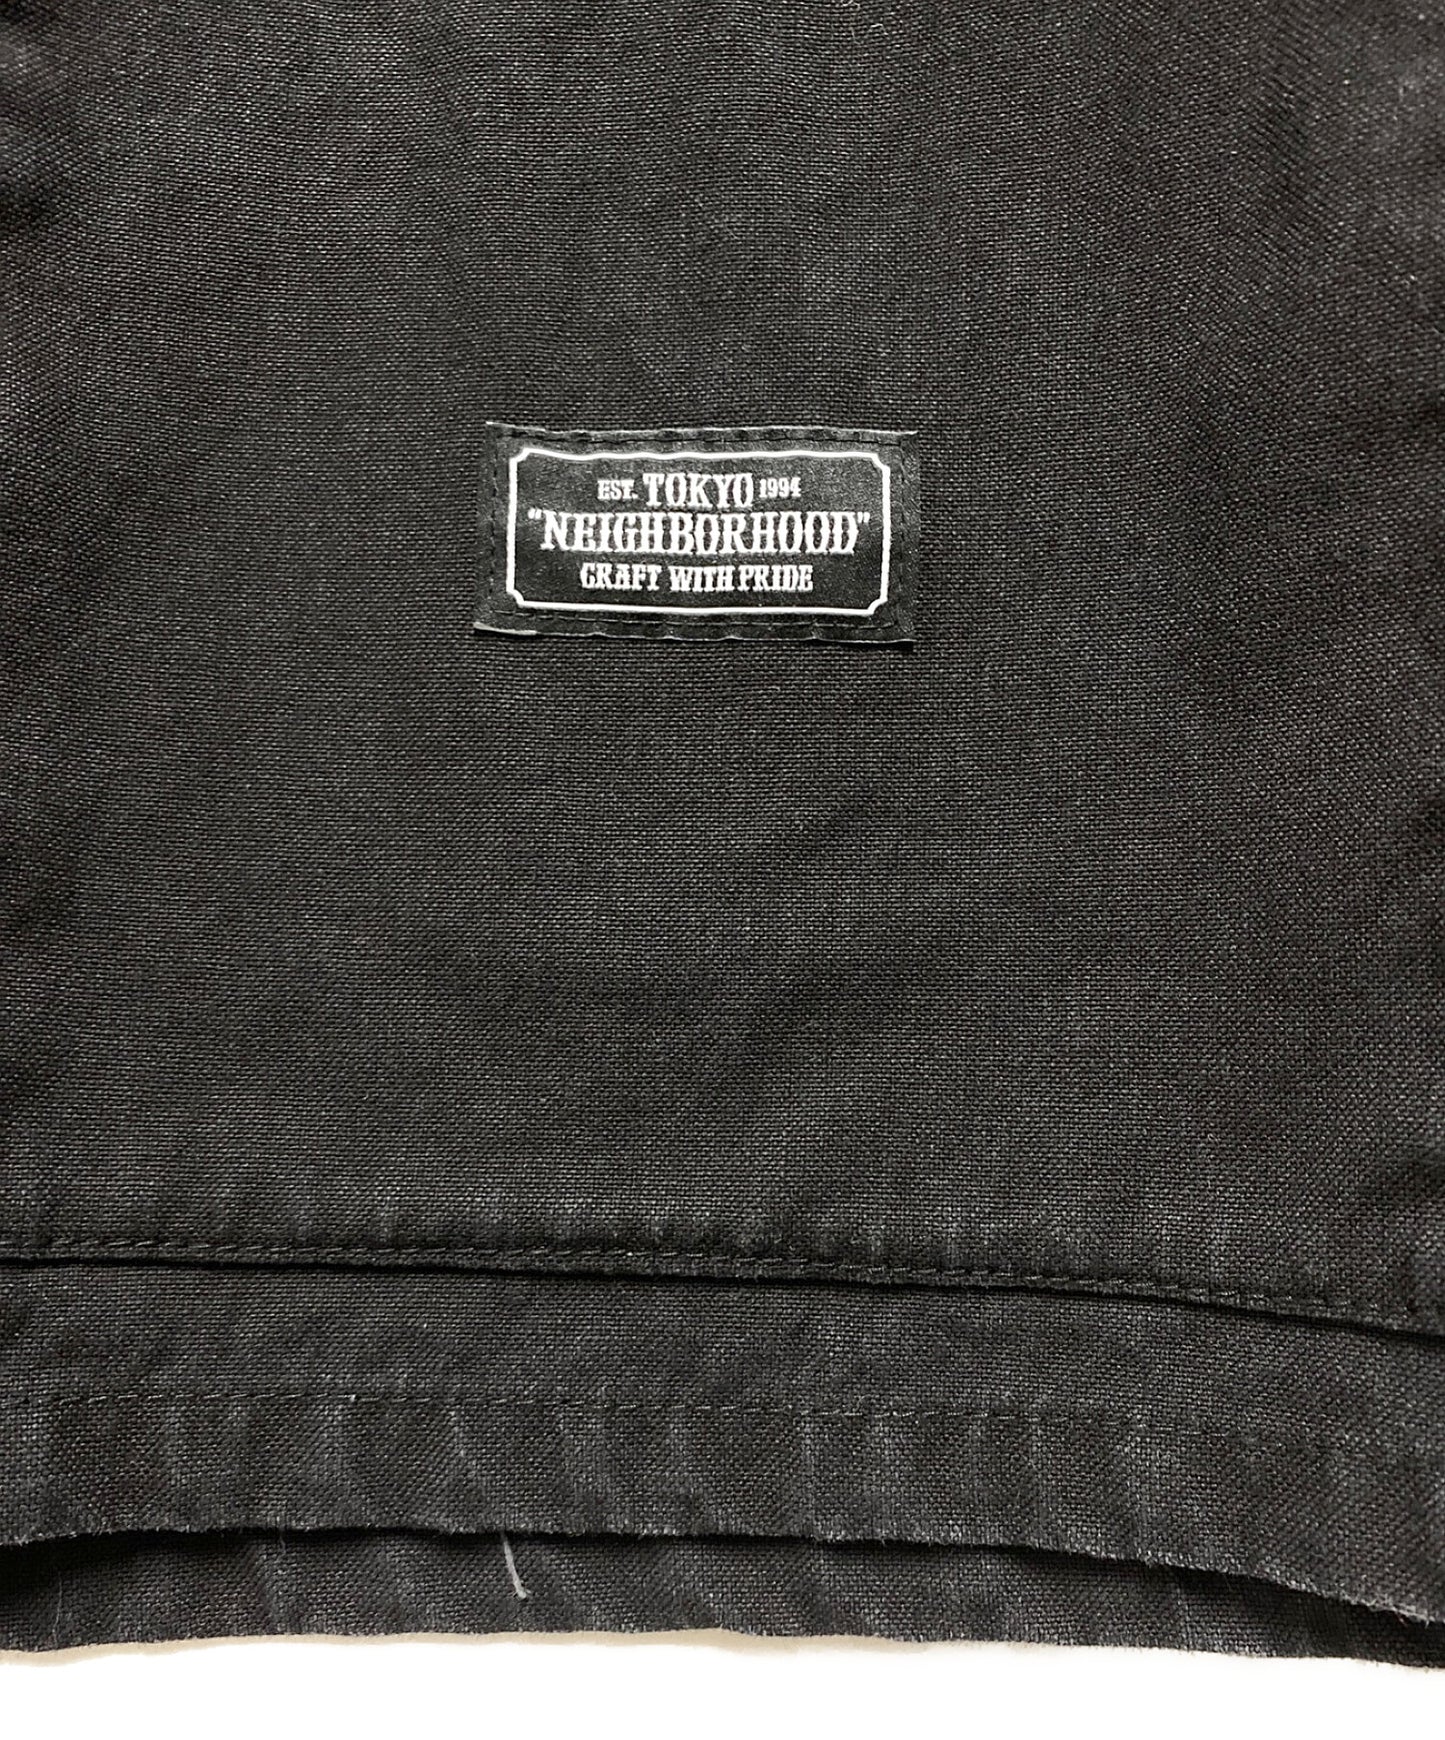 EST. TOKYO 1994
"NEIGHBORHOOD"
CRAFT WITH PRIDE